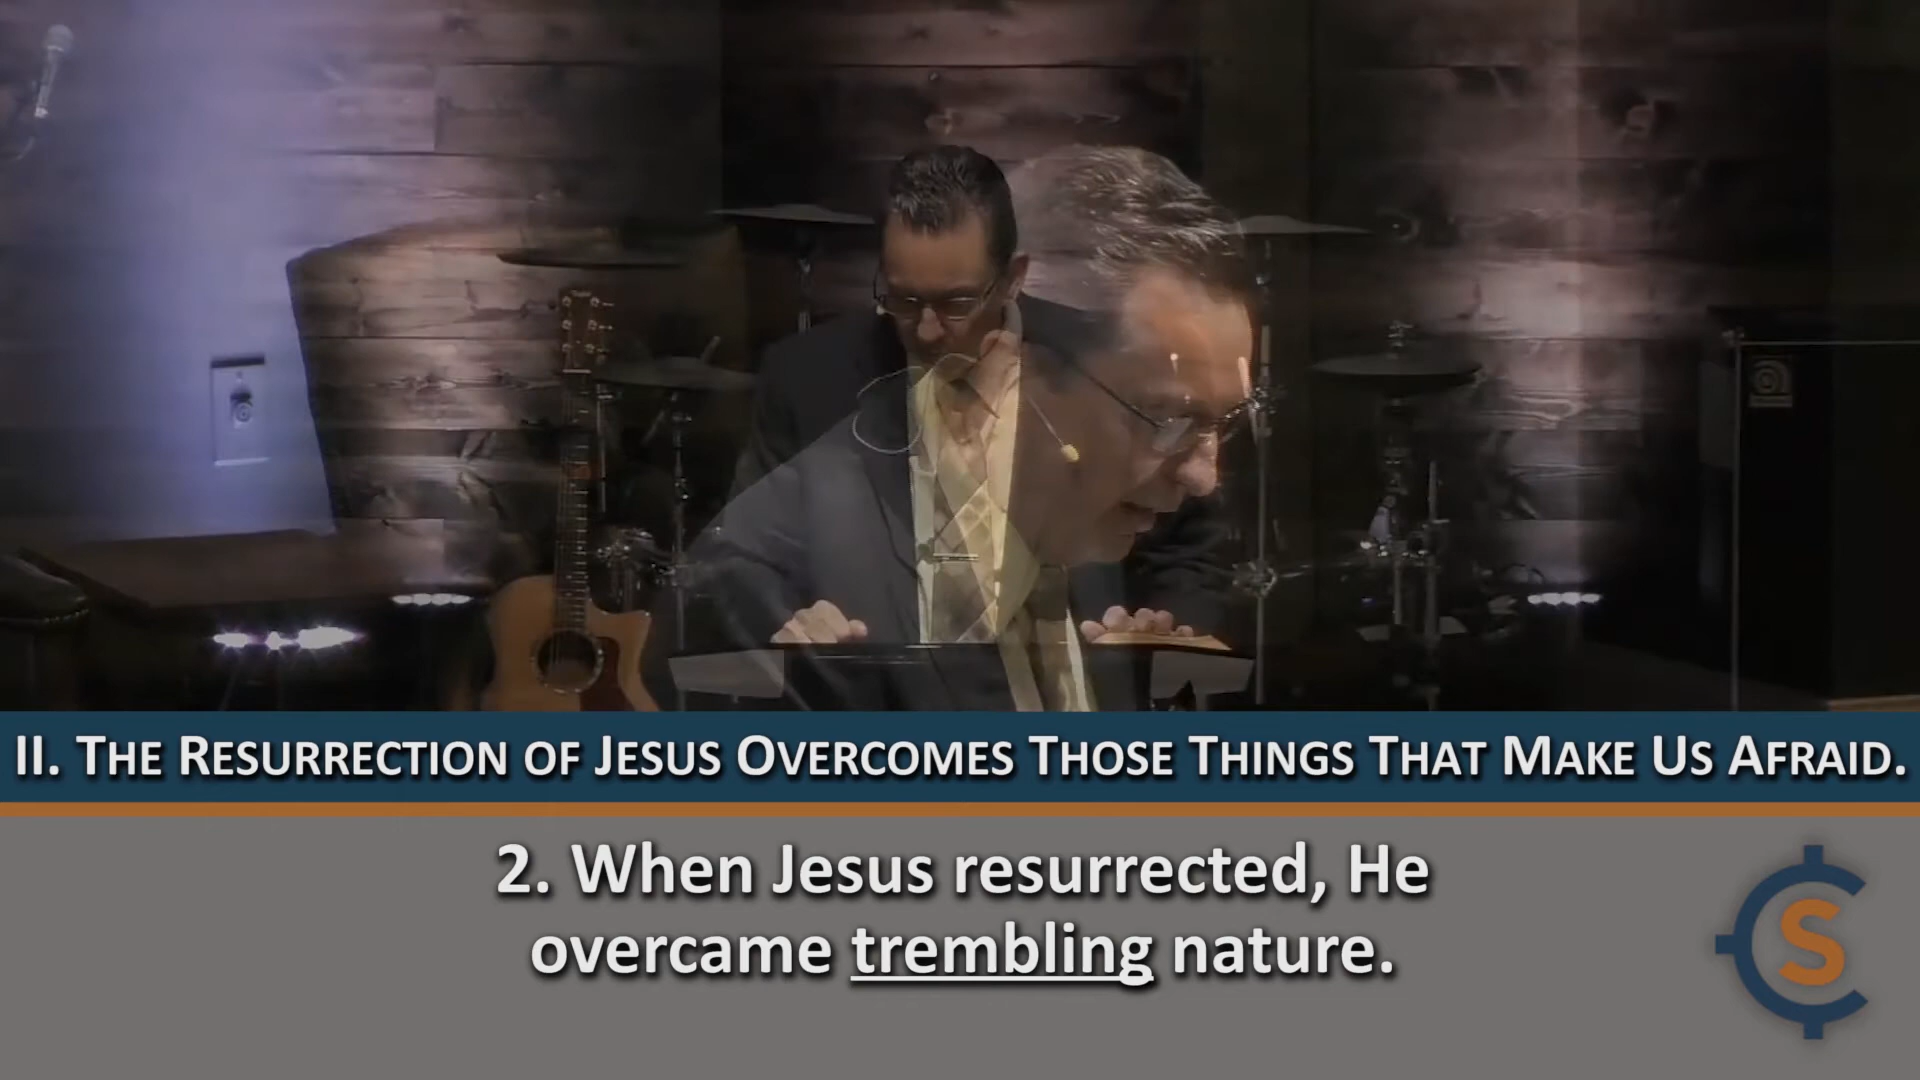 II. THE RESURRECTION OF JESUS OVERCOMES THOSE THINGS THAT MAKE US AFRAID.
2. When Jesus resurrected, He
overcame trembling nature.
CS